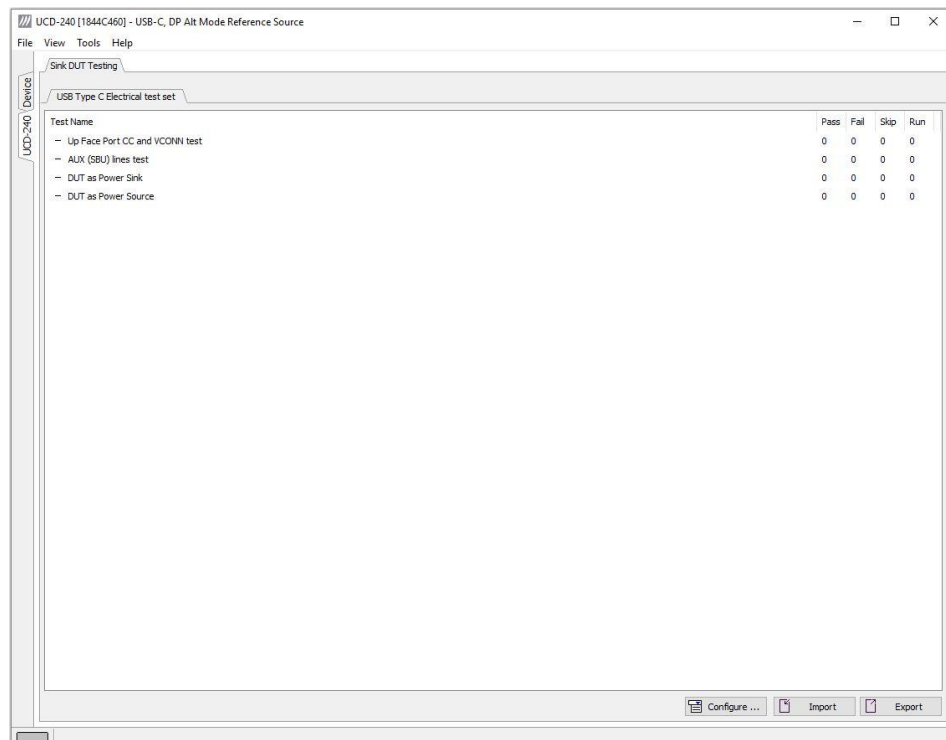 UCD-240 [1844C460] - USB-C, DP Alt Mode Reference Source
File View Tools Help
Device
UCD-240
Sink DUT Testing
USB Type C Electrical test set
Test Name Pass Fail Skip Run
Up Face Port CC and VCONN test 0 0 0 0
AUX (SBU) lines test 0 0 0 0
DUT as Power Sink 0 0 0 0
DUT as Power Source 0 0 0 0
Configure ... Import Export